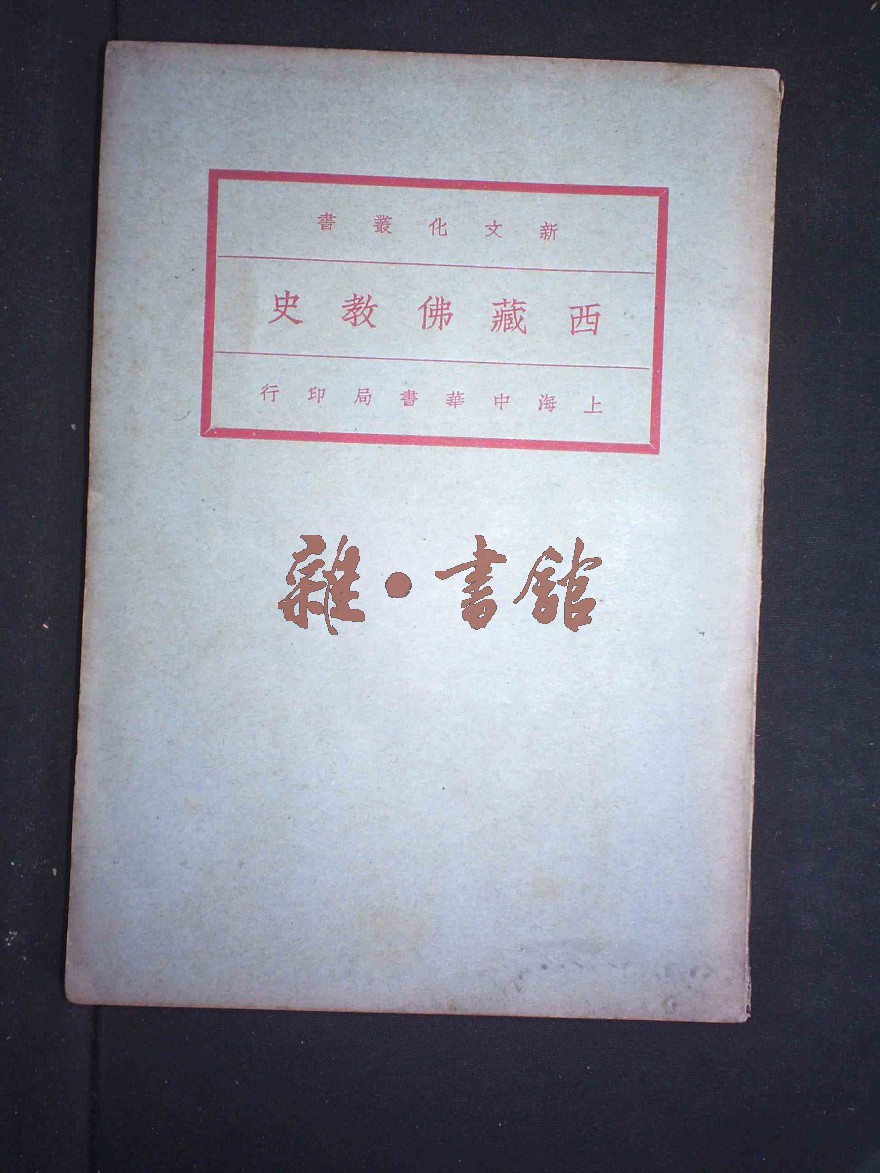 新文化叢書
西藏佛教史
上海中華書局印行
雜·書館